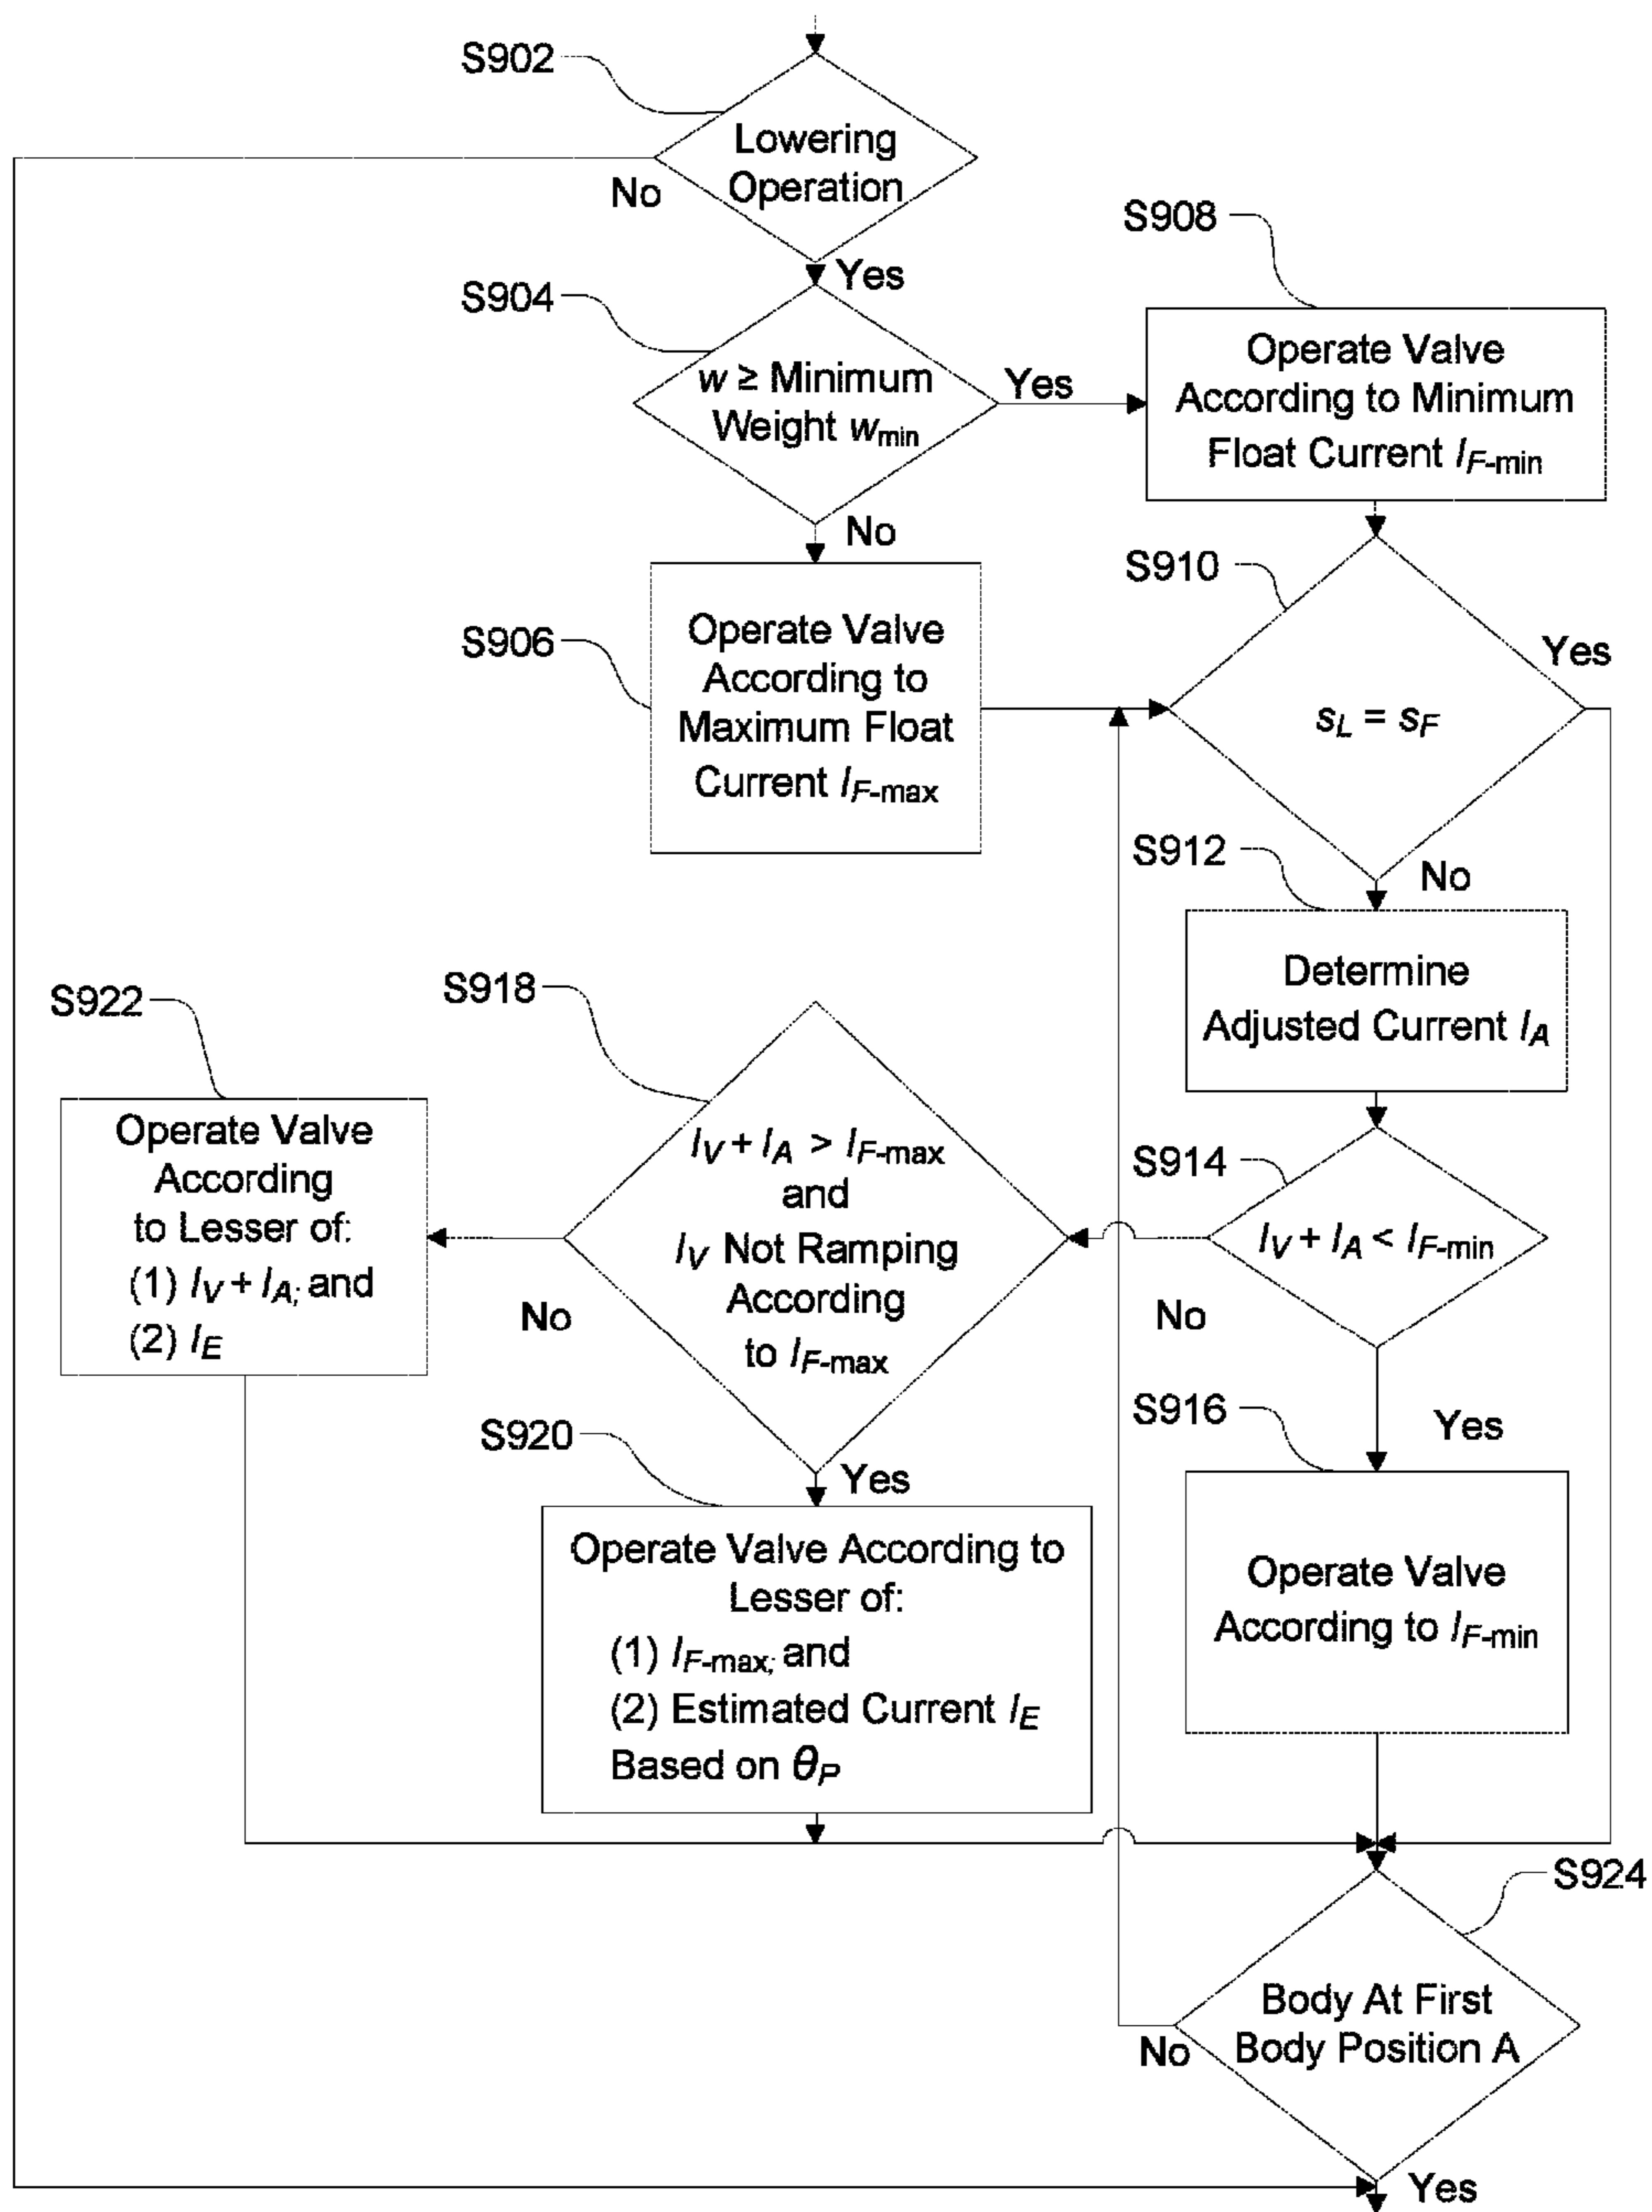 S902
Lowering
Operation
No
Yes
S904
w ≥ Minimum
Weight wmin
Yes
No
S908
Operate Valve
According to Minimum
Float Current IF-min
S906
Operate Valve
According to
Maximum Float
Current IF-max
S910
sL = sF
Yes
No
S912
Determine
Adjusted Current IA
S914
IV + IA < IF-min
No
Yes
S918
IV + IA > IF-max
and
IV Not Ramping
According
to IF-max
No
Yes
S922
Operate Valve
According
to Lesser of:
(1) IV + IA; and
(2) IE
S920
Operate Valve According to
Lesser of:
(1) IF-max; and
(2) Estimated Current IE
Based on θP
S916
Operate Valve
According to IF-min
S924
Body At First
Body Position A
No
Yes